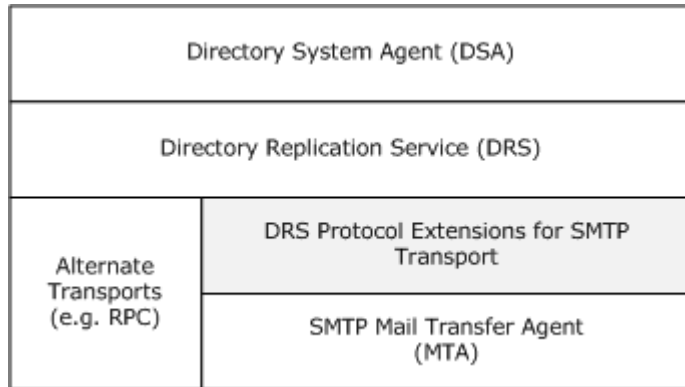 Directory System Agent (DSA)
Directory Replication Service (DRS)
Alternate
Transports
(e.g. RPC)
DRS Protocol Extensions for SMTP
Transport
SMTP Mail Transfer Agent
(MTA)